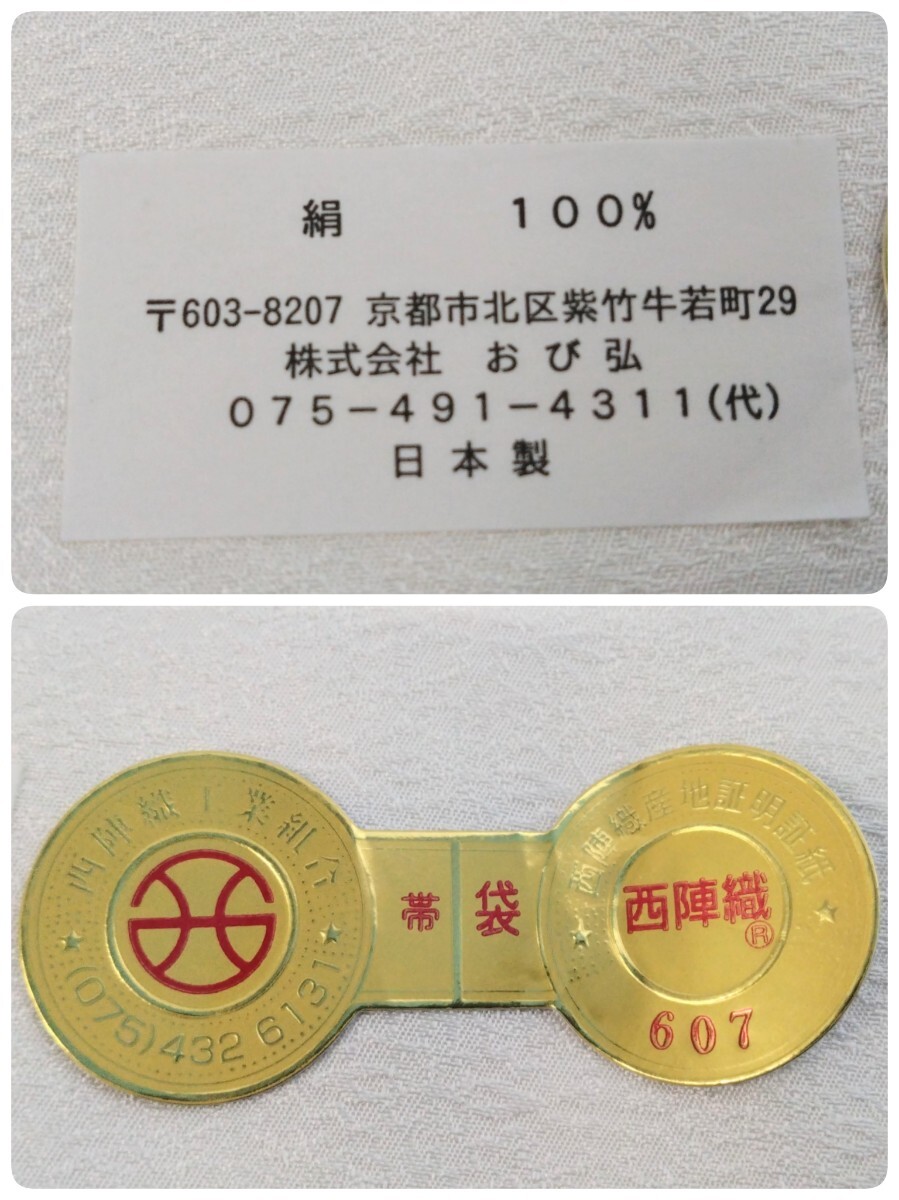 絹　　　　１００%
〒603-8207 京都市北区紫竹牛若町29
株式会社　おび弘
０７５－４９１－４３１１(代)
日本製
西陣織工業組合
(075)432 6131
帯 袋
西陣織産地証明証紙
西陣織®
607